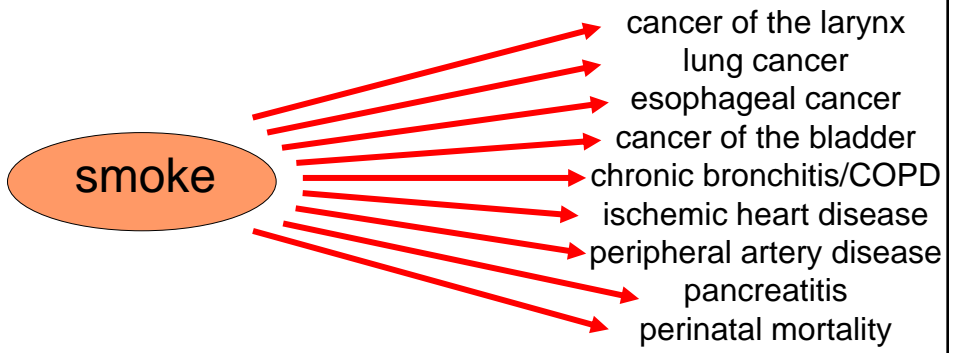 smoke
cancer of the larynx
lung cancer
esophageal cancer
cancer of the bladder
chronic bronchitis/COPD
ischemic heart disease
peripheral artery disease
pancreatitis
perinatal mortality